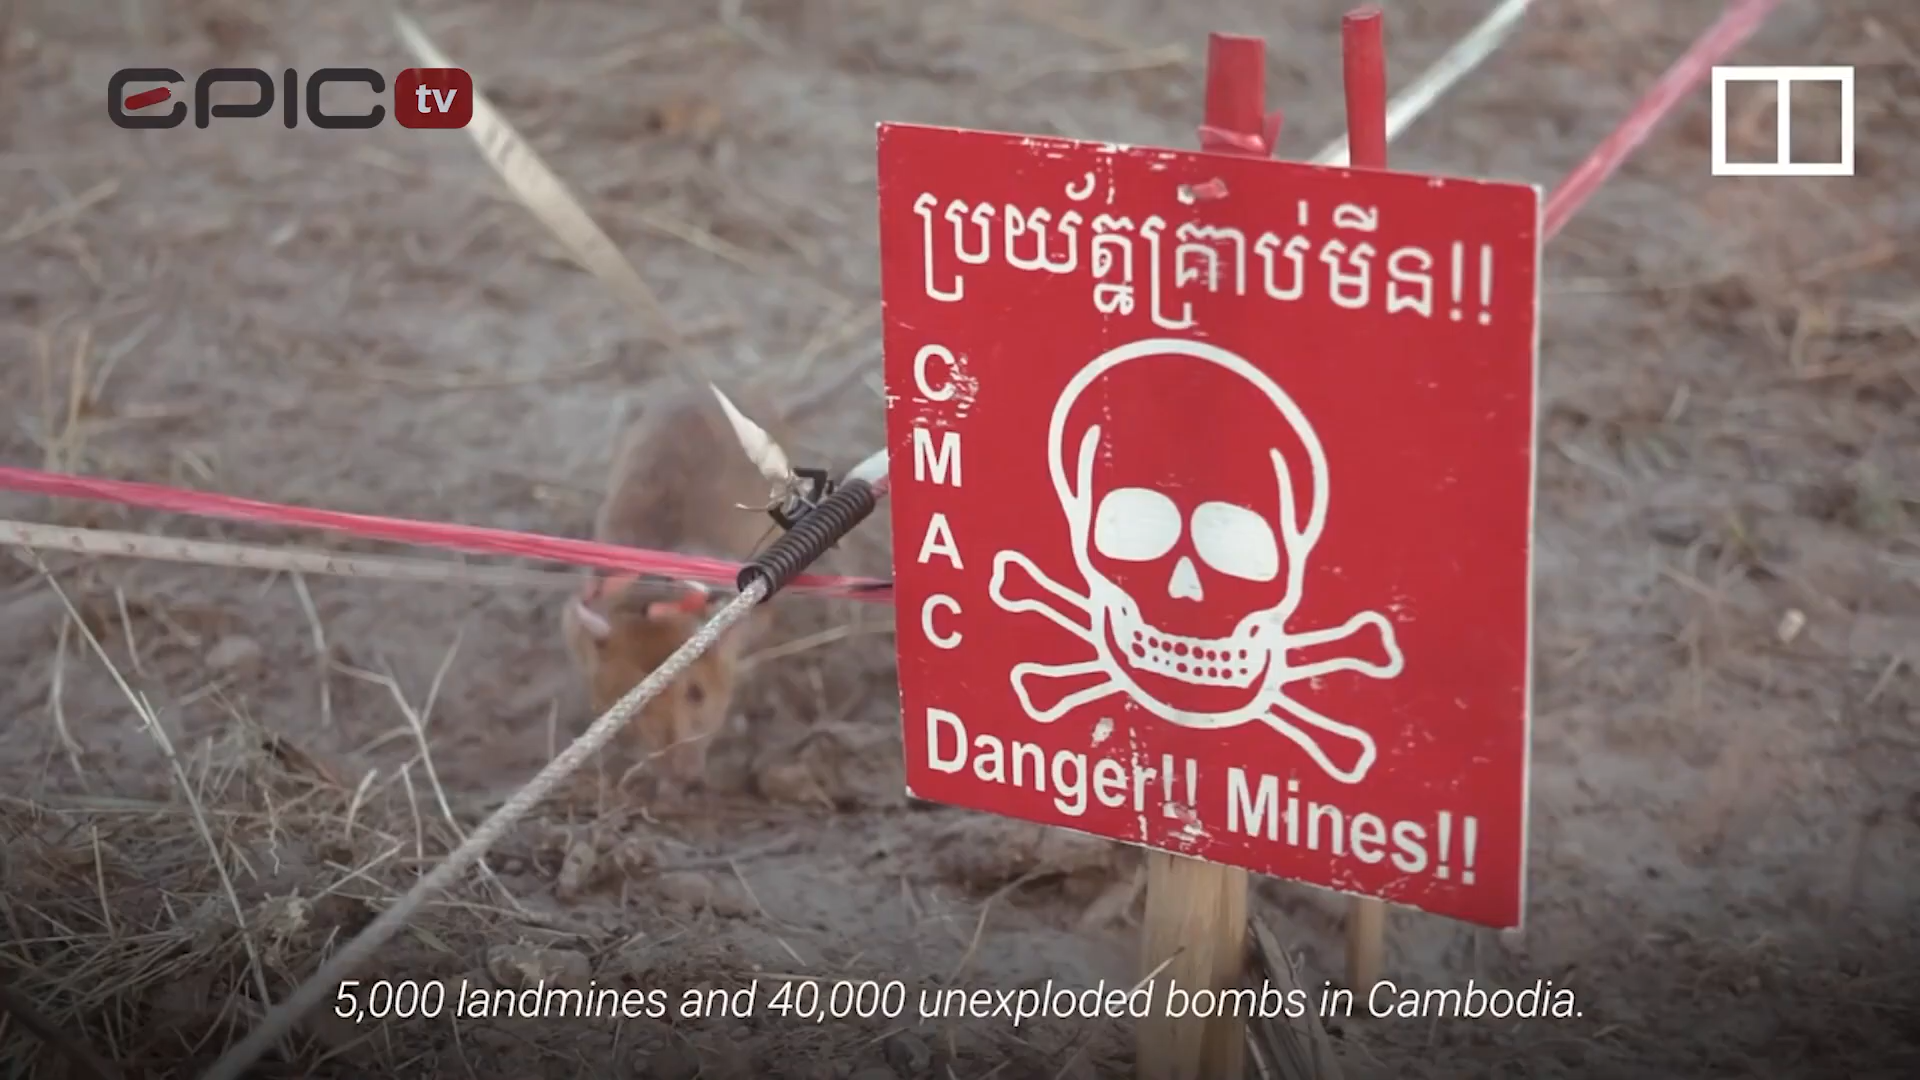 EPIC tv
ប្រយ័ត្នគ្រាប់មីន!!
CMAC
Danger!! Mines!!
5,000 landmines and 40,000 unexploded bombs in Cambodia.